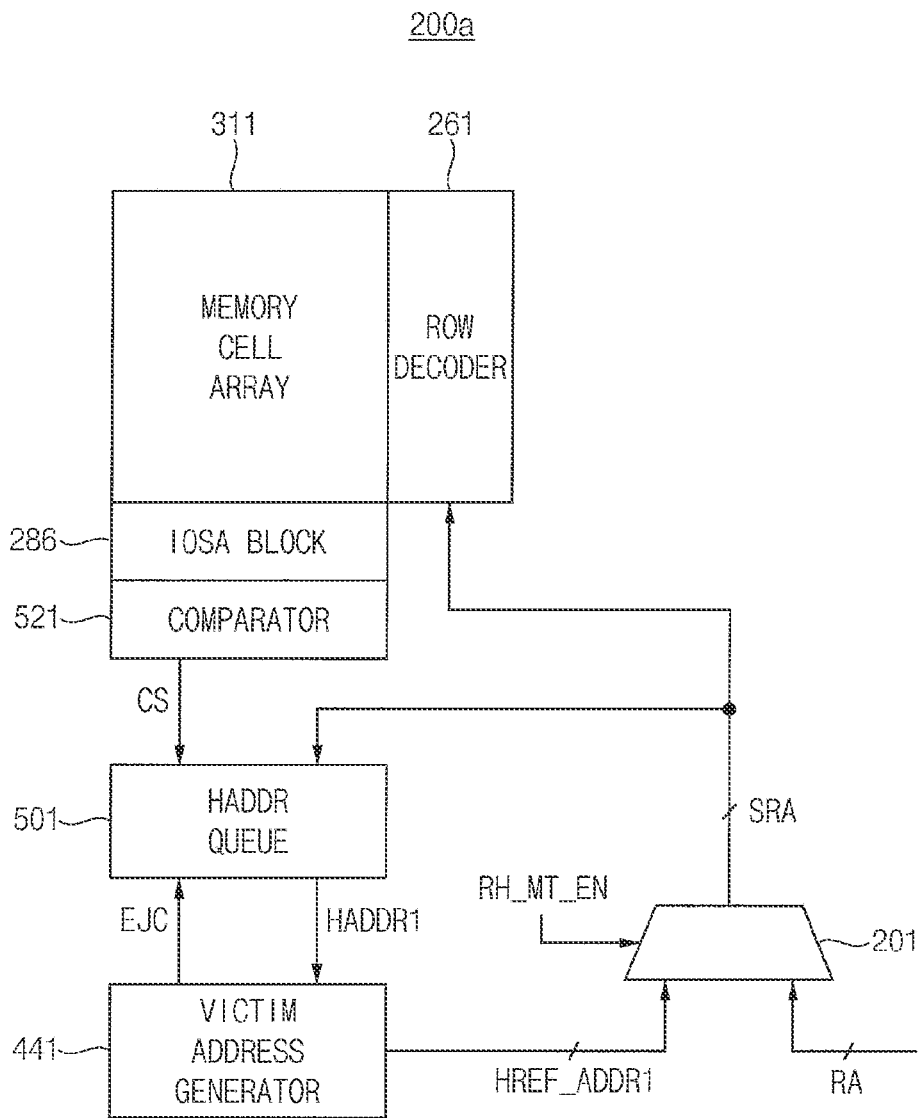 200a
311
261
MEMORY
CELL
ARRAY
ROW
DECODER
286
IOSA BLOCK
521
COMPARATOR
CS
501
HADDR
QUEUE
SRA
RH_MT_EN
201
EJC
HADDR1
441
VICTIM
ADDRESS
GENERATOR
HREF_ADDR1
RA